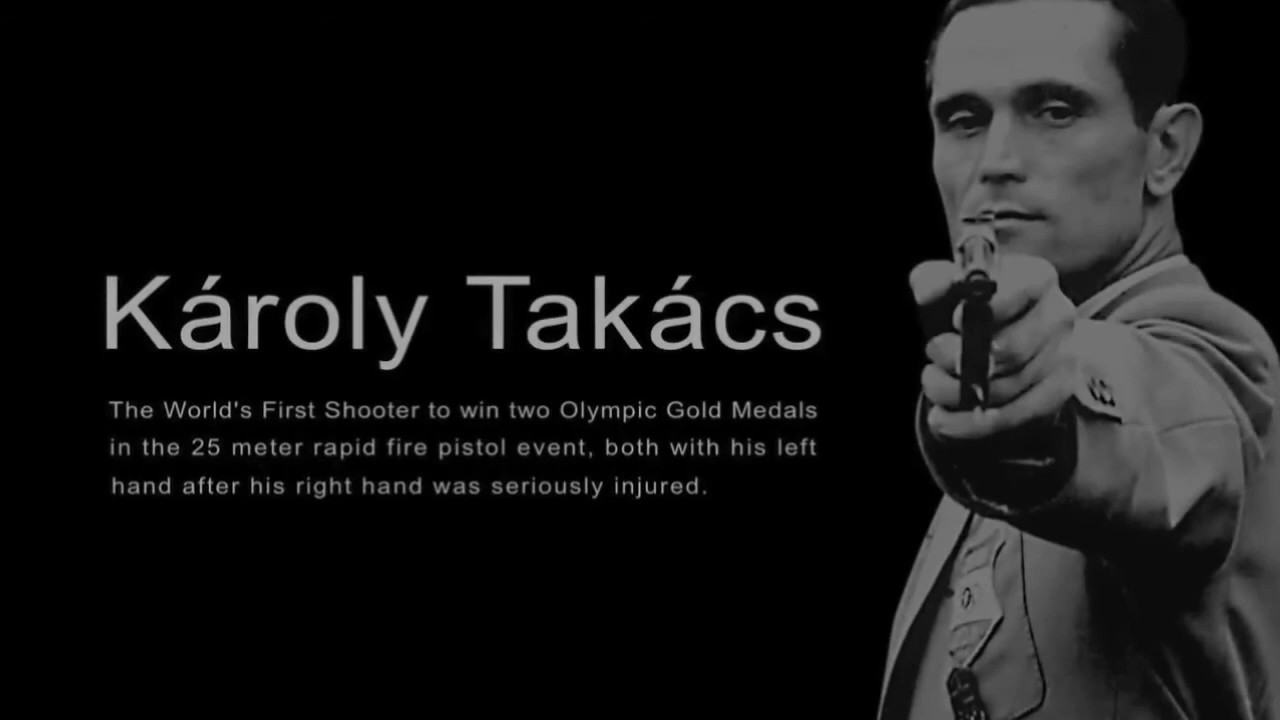 Károly Takács
The World's First Shooter to win two Olympic Gold Medals
in the 25 meter rapid fire pistol event, both with his left
hand after his right hand was seriously injured.